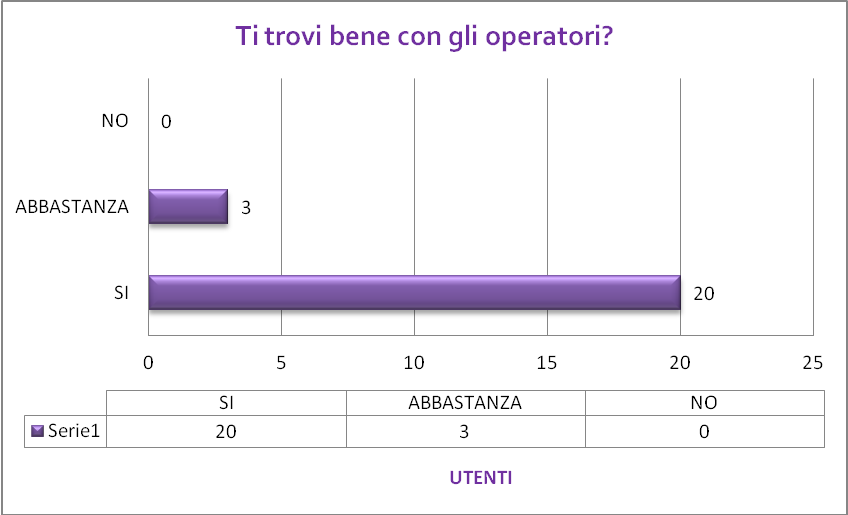 Ti trovi bene con gli operatori?
NO 0
ABBASTANZA 3
SI 20
0 5 10 15 20 25
SI ABBASTANZA NO
Serie1 20 3 0
UTENTI